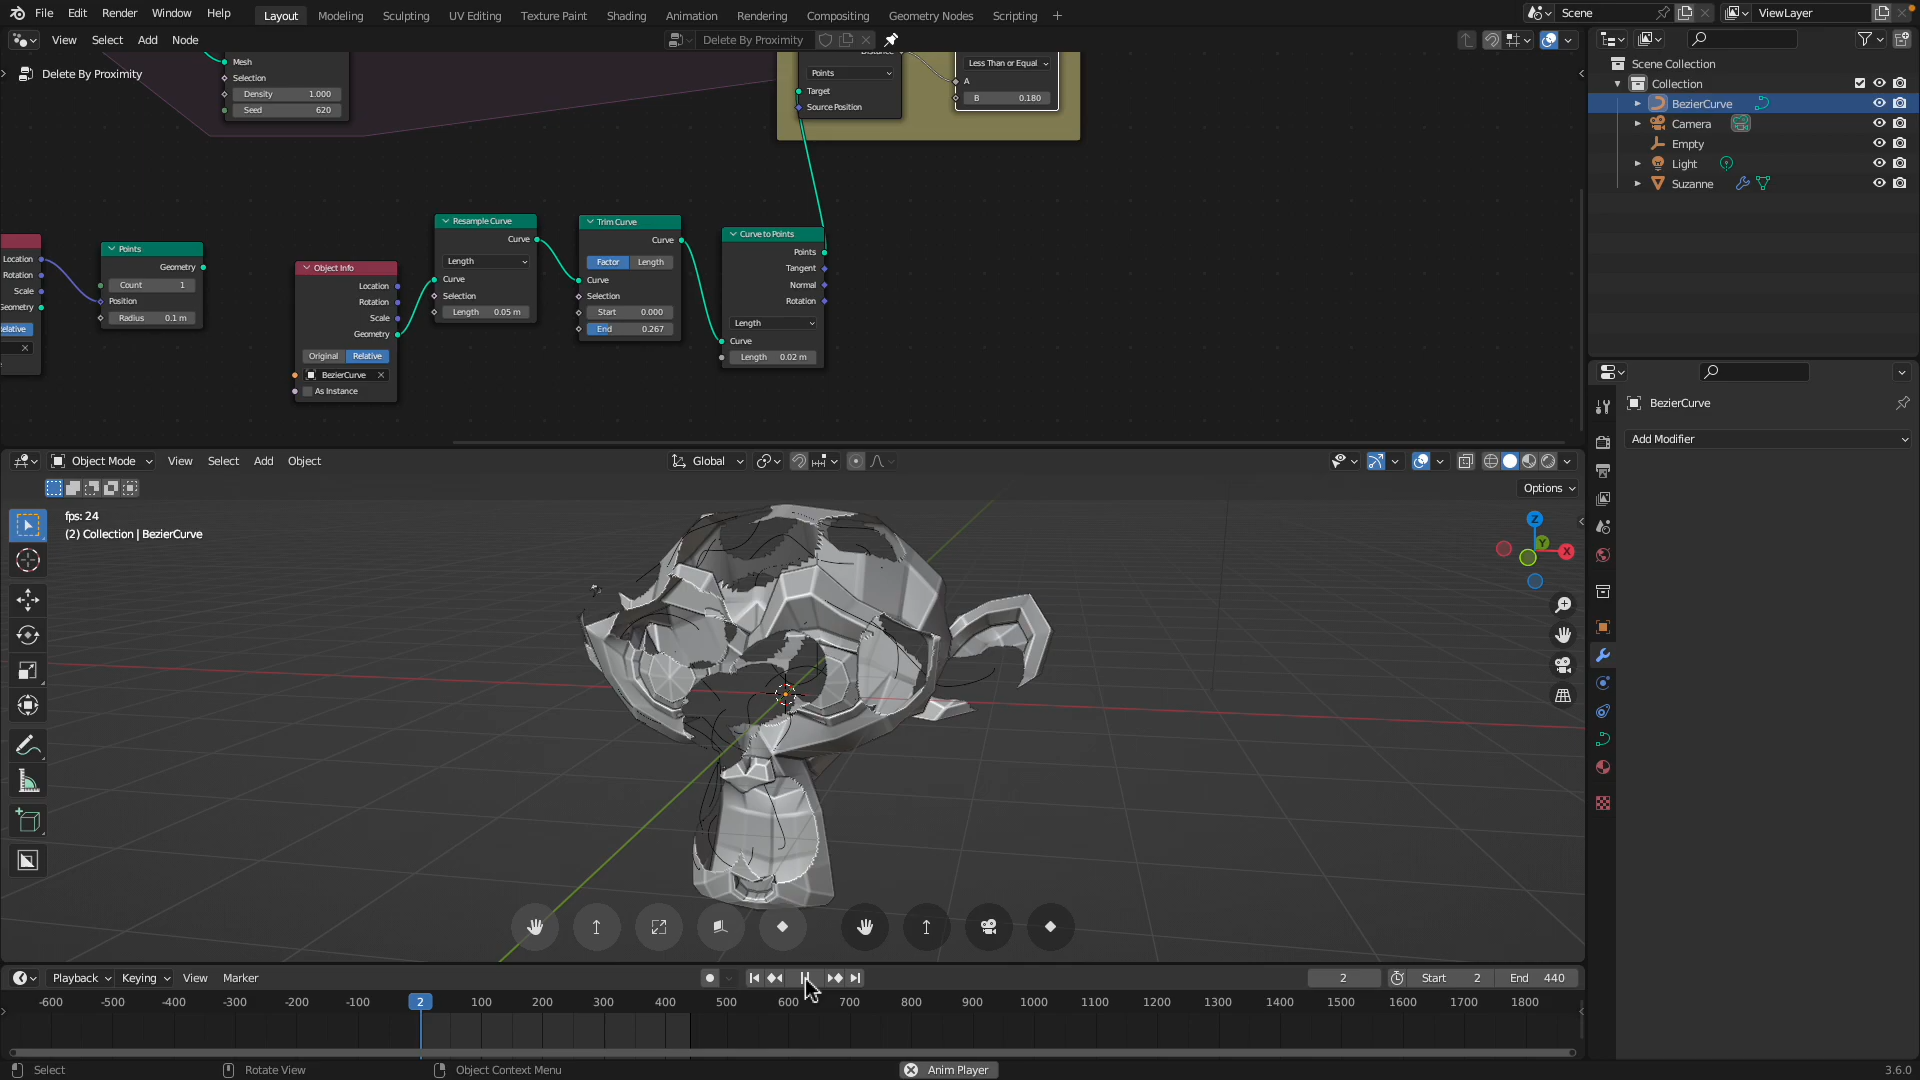 File Edit Render Window Help Layout Modeling Sculpting UV Editing Texture Paint Shading Animation Rendering Compositing Geometry Nodes Scripting + Scene ViewLayer
View Select Add Node Delete By Proximity
Delete By Proximity
Mesh
Selection
Density 1.000
Seed 620
Points
Target
Source Position
Less Than or Equal
A
B 0.180
Scene Collection
Collection
BezierCurve
Camera
Empty
Light
Suzanne
Location
Rotation
Scale
Points
Geometry
Count 1
Position
Radius 0.1 m
Object Info
Location
Rotation
Scale
Geometry
Original Relative
BezierCurve
As Instance
Resample Curve
Curve
Length
Curve
Selection
Length 0.05 m
Trim Curve
Curve
Factor Length
Curve
Selection
Start 0.000
End 0.267
Curve to Points
Points
Tangent
Normal
Rotation
Length
Curve
Length 0.02 m
BezierCurve
Add Modifier
Object Mode View Select Add Object Global
Options
fps: 24
(2) Collection | BezierCurve
Z
Y
X
Playback Keying View Marker 2 Start 2 End 440
-600 -500 -400 -300 -200 -100 2 100 200 300 400 500 600 700 800 900 1000 1100 1200 1300 1400 1500 1600 1700 1800
Select Rotate View Object Context Menu Anim Player 3.6.0